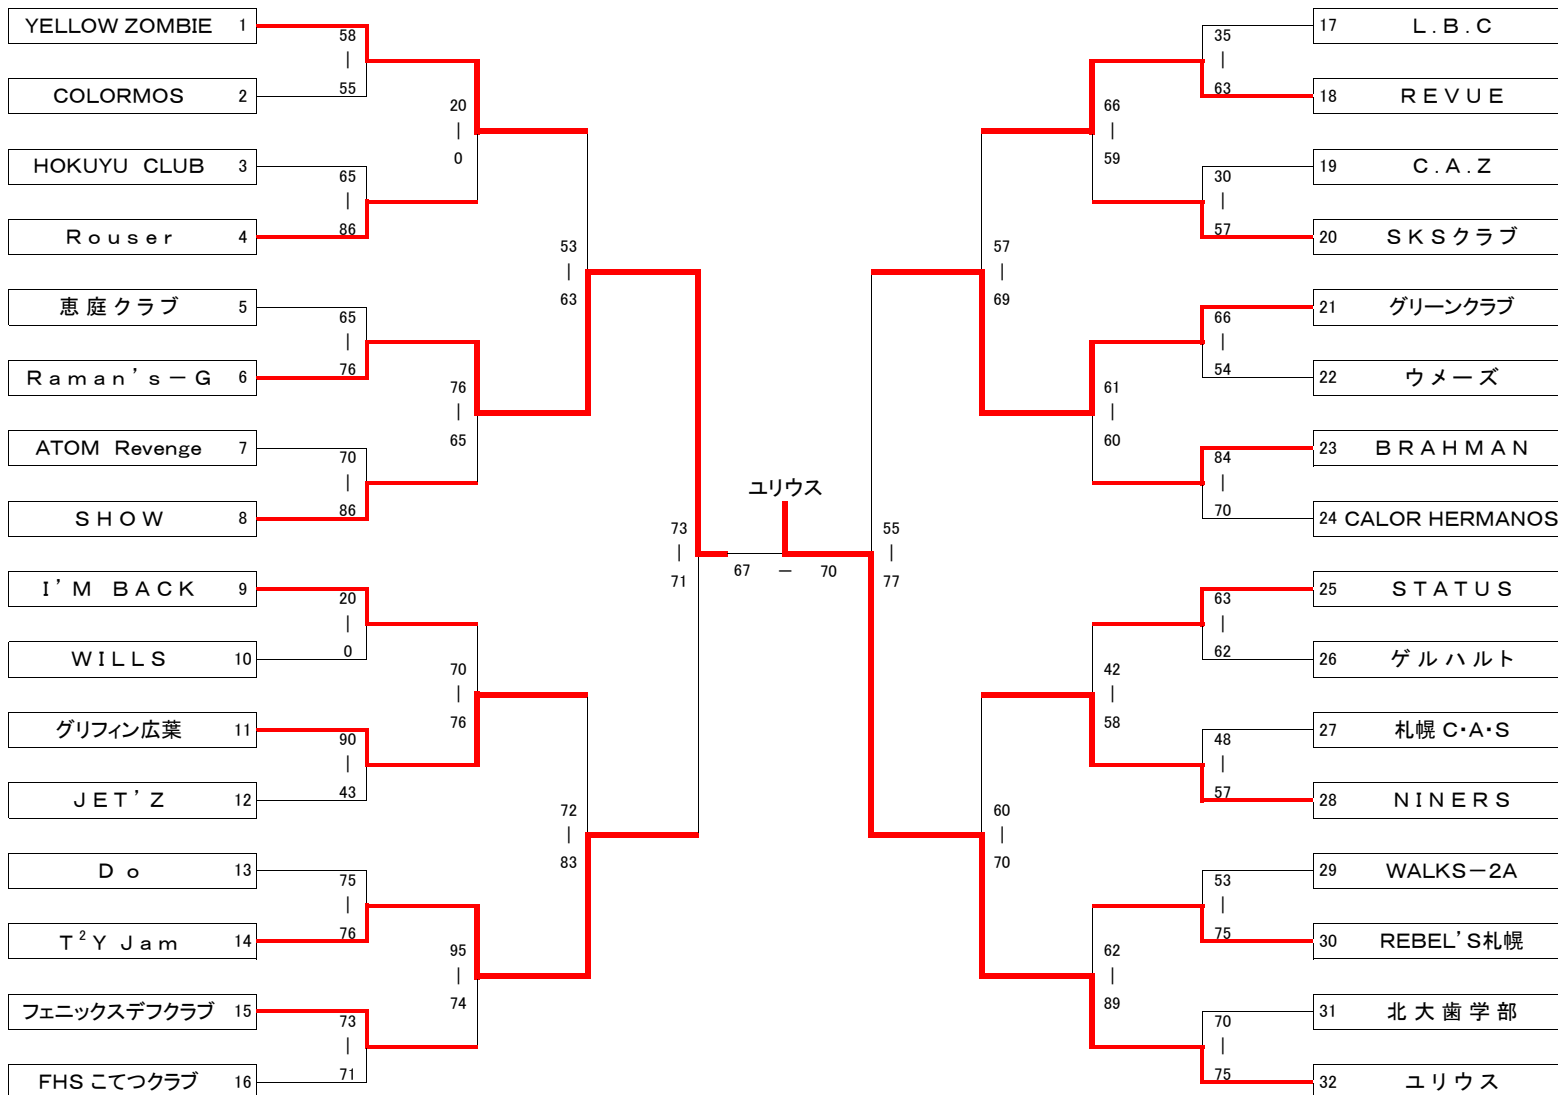 YELLOW ZOMBIE 1
58
|
55
COLORMOS 2
20
|
0
HOKUYU CLUB 3
65
|
86
Rouser 4
53
|
63
恵庭クラブ 5
65
|
76
Raman's－G 6
76
|
65
ATOM Revenge 7
70
|
86
SHOW 8
73
|
71
I'M BACK 9
20
|
0
WILLS 10
70
|
76
グリフィン広葉 11
90
|
43
JET'Z 12
72
|
83
Do 13
75
|
76
T²Y Jam 14
95
|
74
フェニックスデフクラブ 15
73
|
71
FHS こてつクラブ 16
ユリウス
67 － 70
17 L.B.C
35
|
63
18 REVUE
66
|
59
19 C.A.Z
30
|
57
20 SKSクラブ
57
|
69
21 グリーンクラブ
66
|
54
22 ウメーズ
61
|
60
23 BRAHMAN
84
|
70
24 CALOR HERMANOS
55
|
77
25 STATUS
63
|
62
26 ゲルハルト
42
|
58
27 札幌 C・A・S
48
|
57
28 NINERS
60
|
70
29 WALKS－2A
53
|
75
30 REBEL'S札幌
62
|
89
31 北大歯学部
70
|
75
32 ユリウス